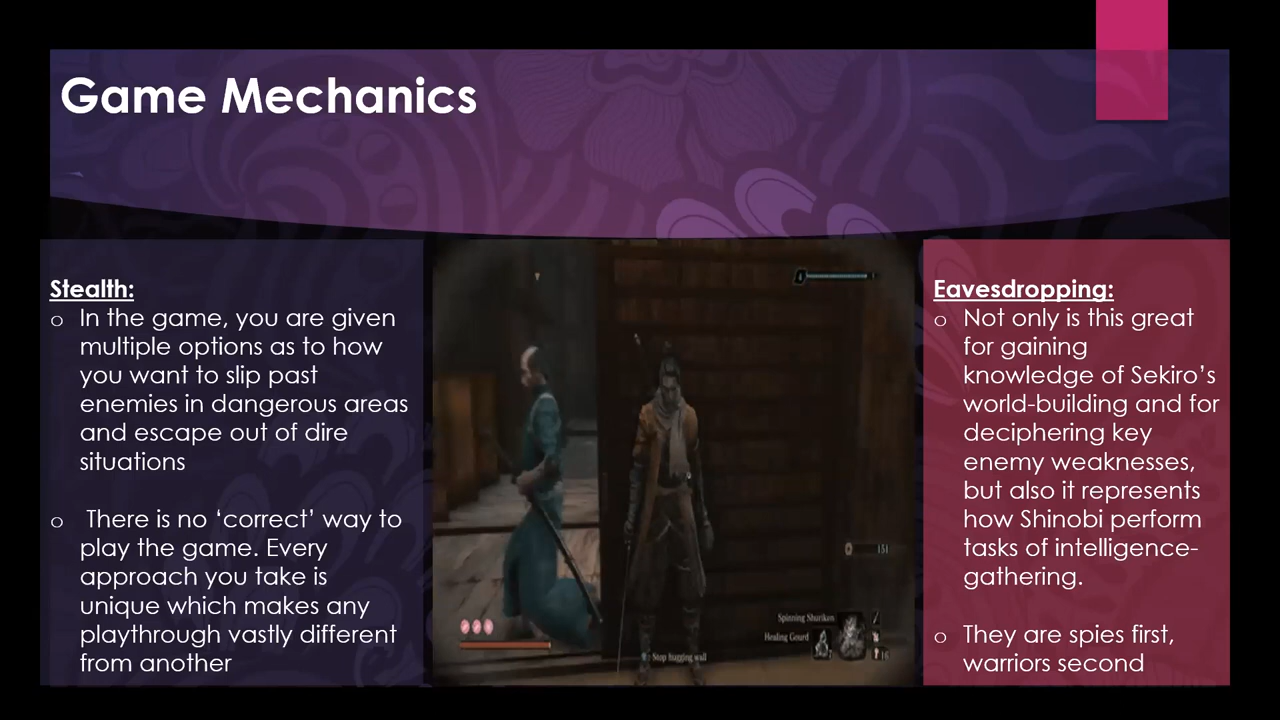 Game Mechanics
Stealth:
o In the game, you are given
multiple options as to how
you want to slip past
enemies in dangerous areas
and escape out of dire
situations
o There is no ‘correct’ way to
play the game. Every
approach you take is
unique which makes any
playthrough vastly different
from another
151
Spinning Shuriken
Healing Gourd
: Stop hugging wall
Eavesdropping:
o Not only is this great
for gaining
knowledge of Sekiro’s
world-building and for
deciphering key
enemy weaknesses,
but also it represents
how Shinobi perform
tasks of intelligence-
gathering.
o They are spies first,
warriors second